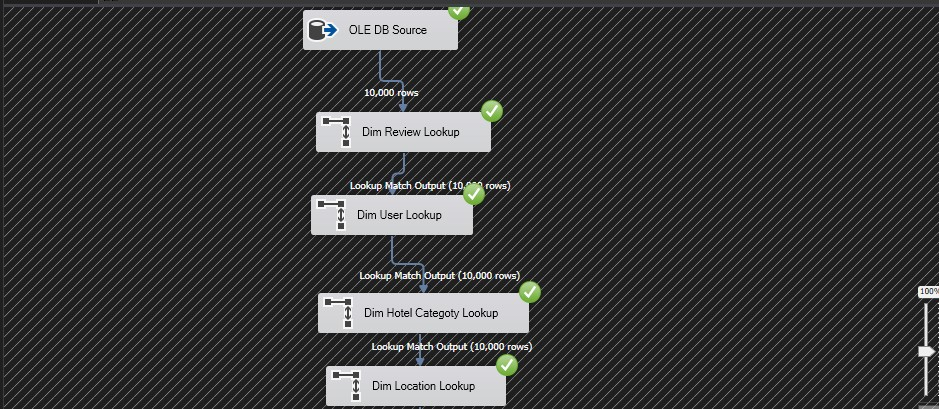 OLE DB Source
10,000 rows
Dim Review Lookup
Lookup Match Output (10,000 rows)
Dim User Lookup
Lookup Match Output (10,000 rows)
Dim Hotel Categoty Lookup
Lookup Match Output (10,000 rows)
Dim Location Lookup
100%